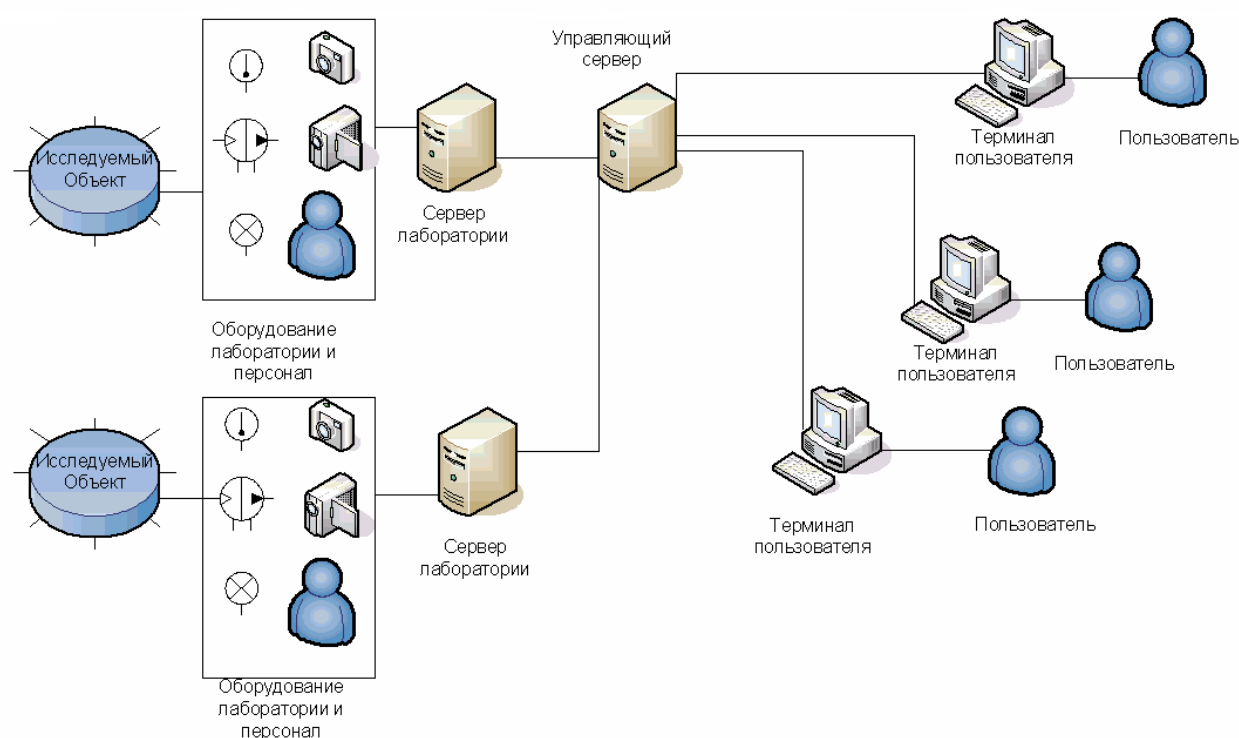 Управляющий
сервер
Терминал
пользователя
Пользователь
Исследуемый
Объект
Сервер
лаборатории
Оборудование
лаборатории и
персонал
Терминал
пользователя
Пользователь
Исследуемый
Объект
Сервер
лаборатории
Терминал
пользователя
Пользователь
Оборудование
лаборатории и
персонал